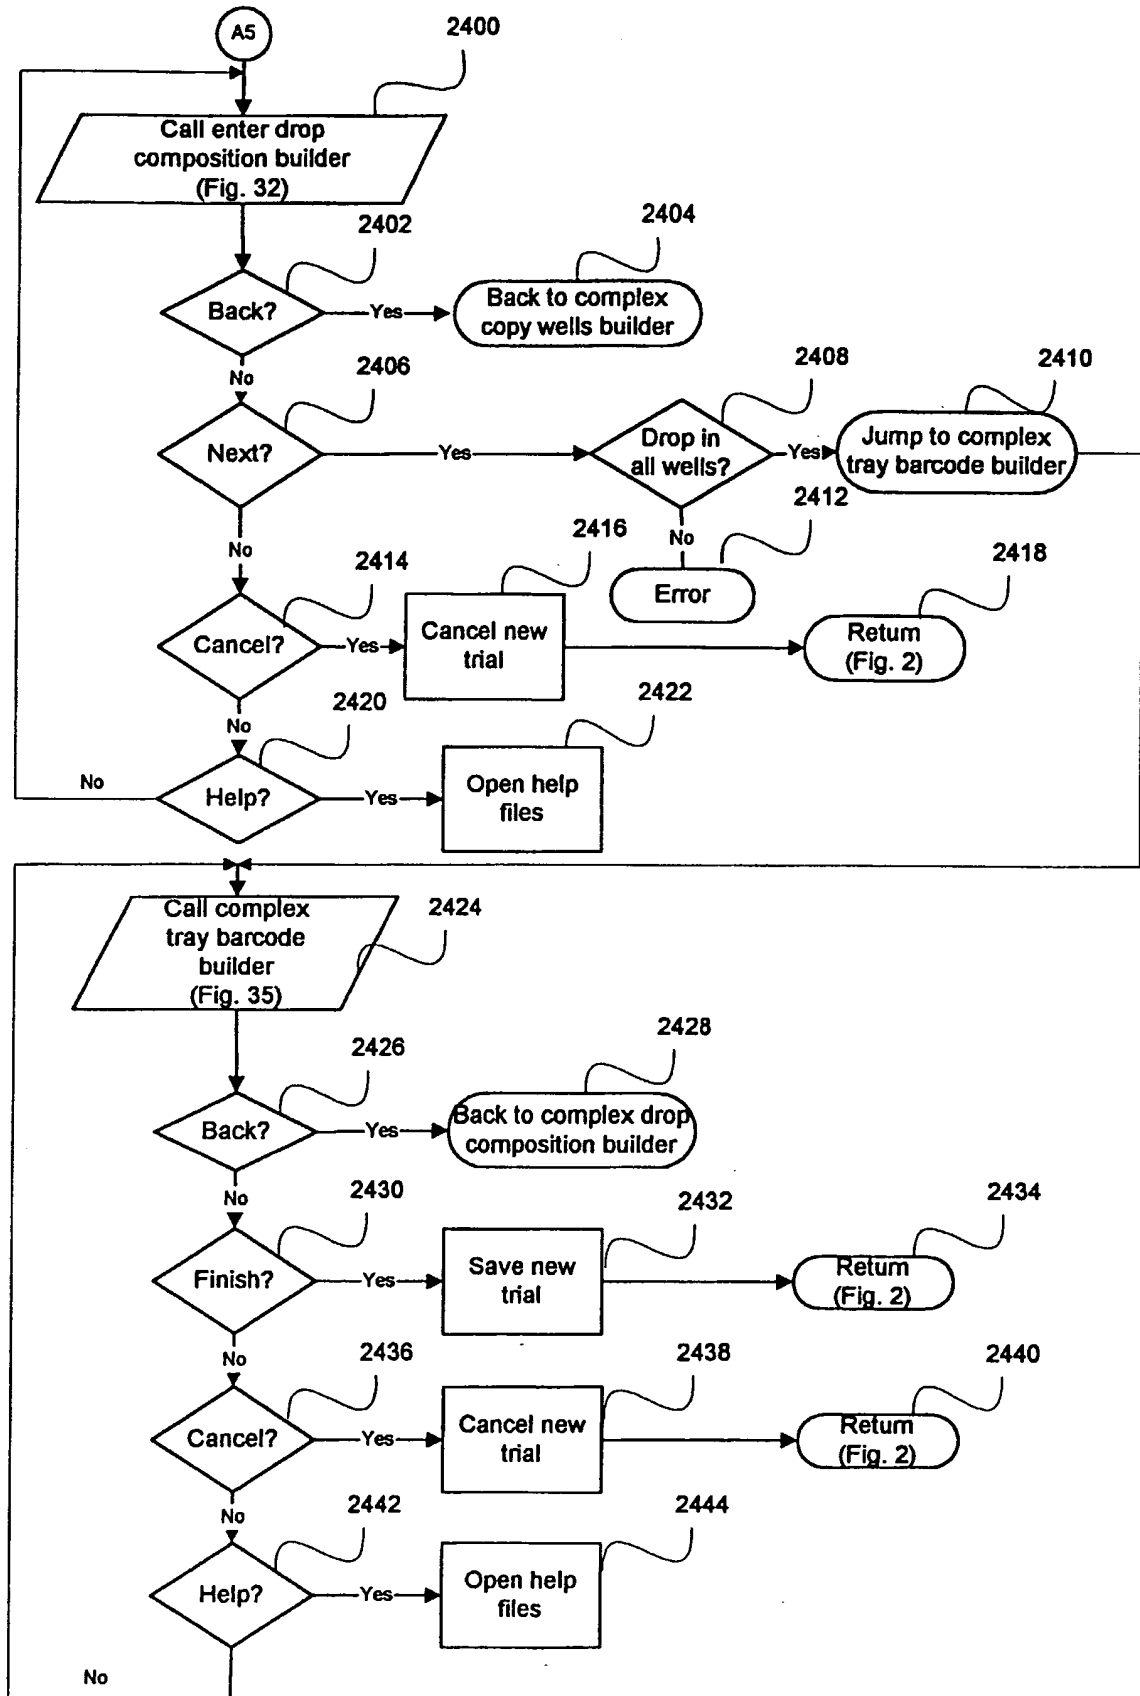 A5
2400
Call enter drop
composition builder
(Fig. 32)
2402
2404
Back?
Yes
Back to complex
copy wells builder
No
2406
2408
2410
Next?
Yes
Drop in
all wells?
Yes
Jump to complex
tray barcode builder
No
2412
Error
No
2414
2416
2418
Cancel?
Yes
Cancel new
trial
Return
(Fig. 2)
No
2420
2422
No
Help?
Yes
Open help
files
Call complex
tray barcode
builder
(Fig. 35)
2424
2426
2428
Back?
Yes
Back to complex drop
composition builder
No
2430
2432
2434
Finish?
Yes
Save new
trial
Return
(Fig. 2)
No
2436
2438
2440
Cancel?
Yes
Cancel new
trial
Return
(Fig. 2)
No
2442
2444
Help?
Yes
Open help
files
No